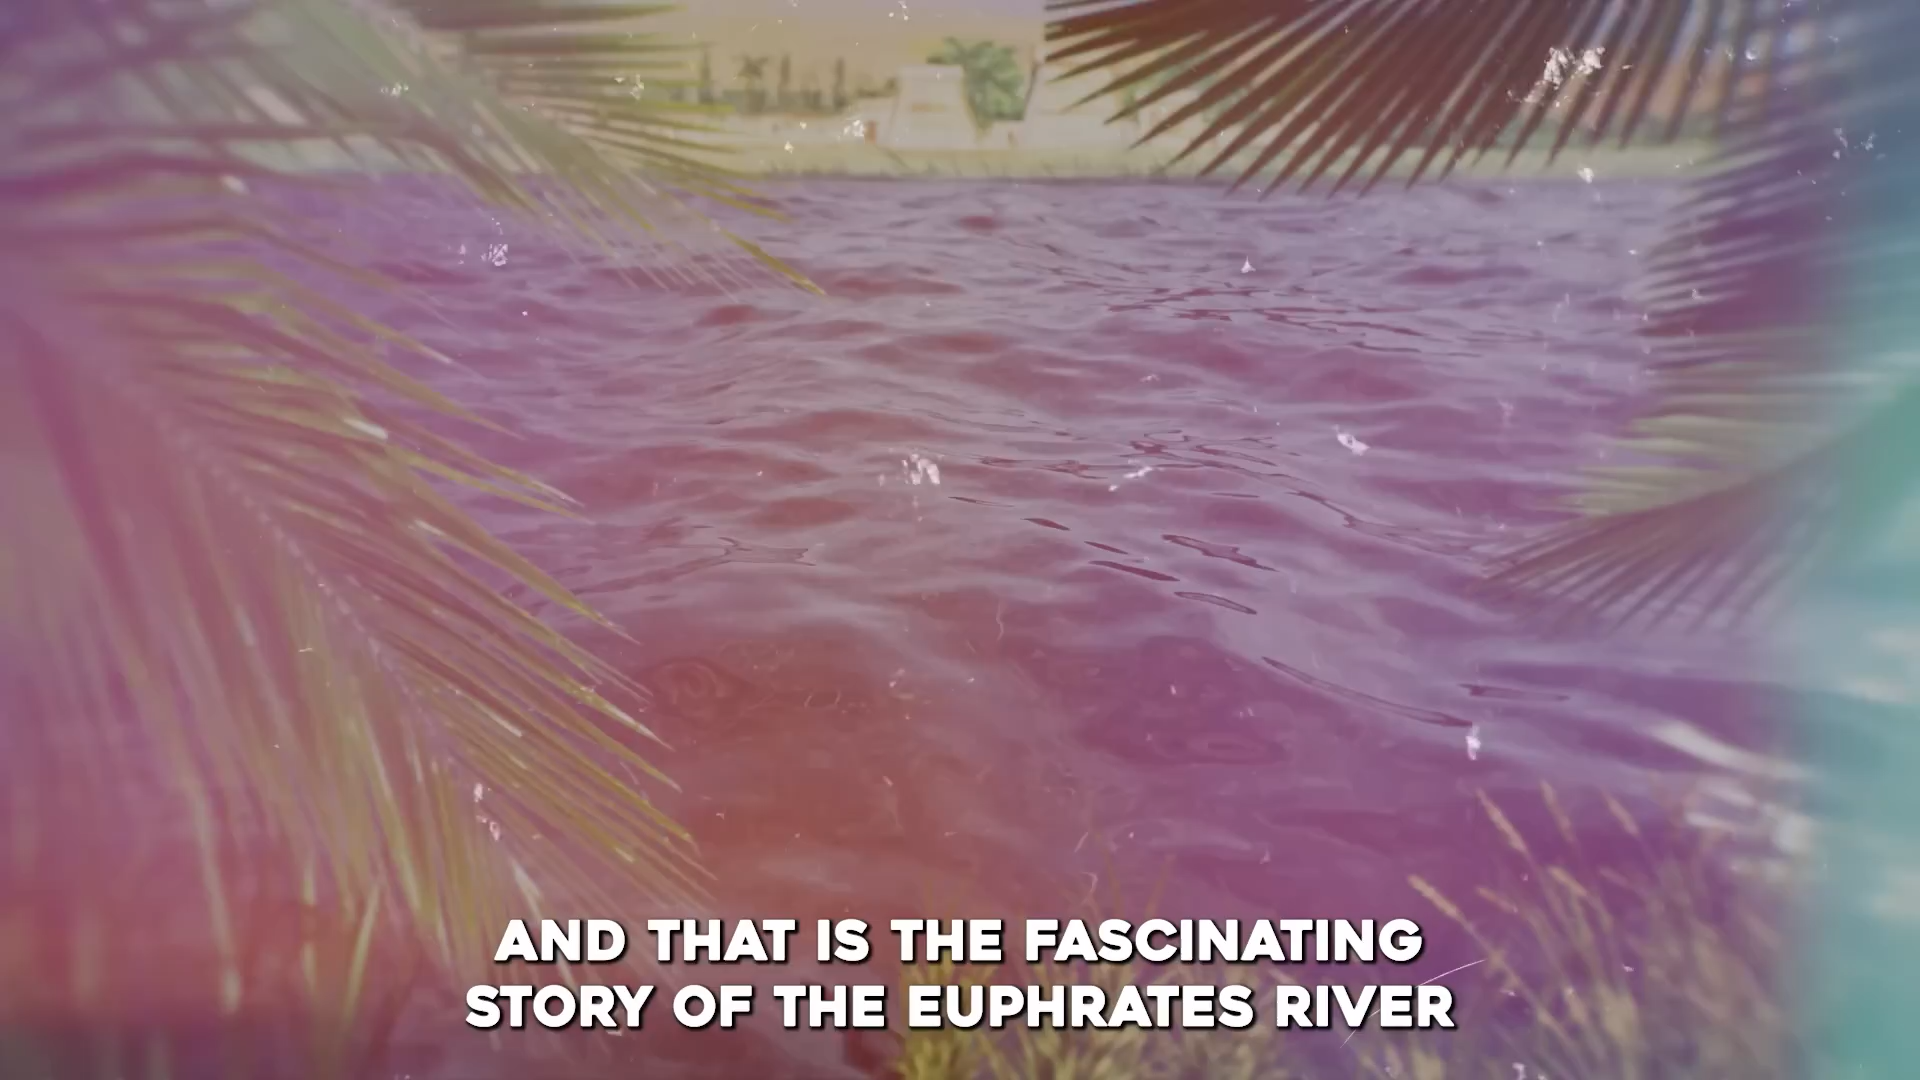 AND THAT IS THE FASCINATING
STORY OF THE EUPHRATES RIVER